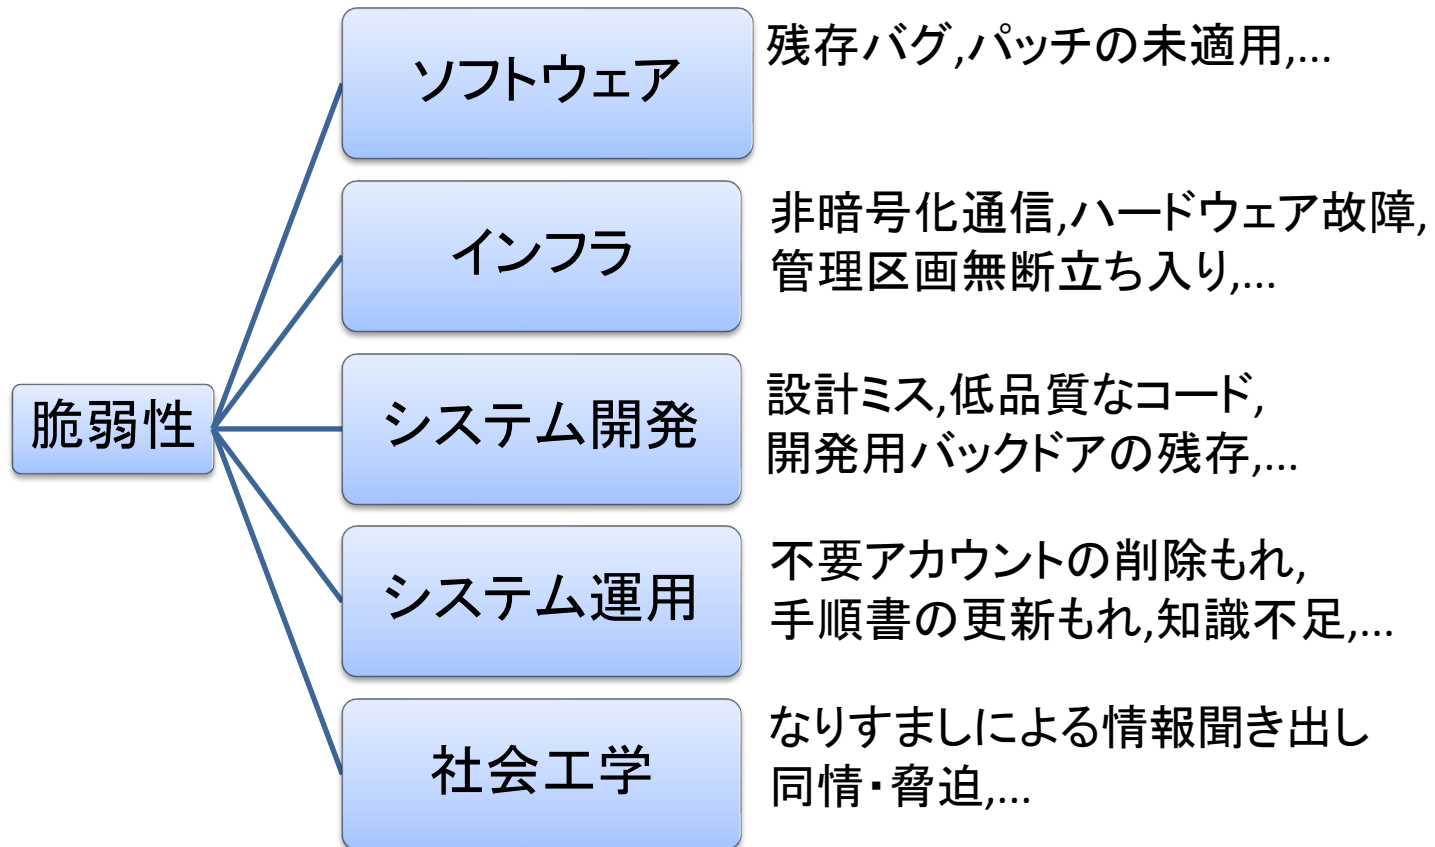 脆弱性
ソフトウェア
残存バグ,パッチの未適用,...
インフラ
非暗号化通信,ハードウェア故障,
管理区画無断立ち入り,...
システム開発
設計ミス,低品質なコード,
開発用バックドアの残存,...
システム運用
不要アカウントの削除もれ,
手順書の更新もれ,知識不足,...
社会工学
なりすましによる情報聞き出し
同情・脅迫,...